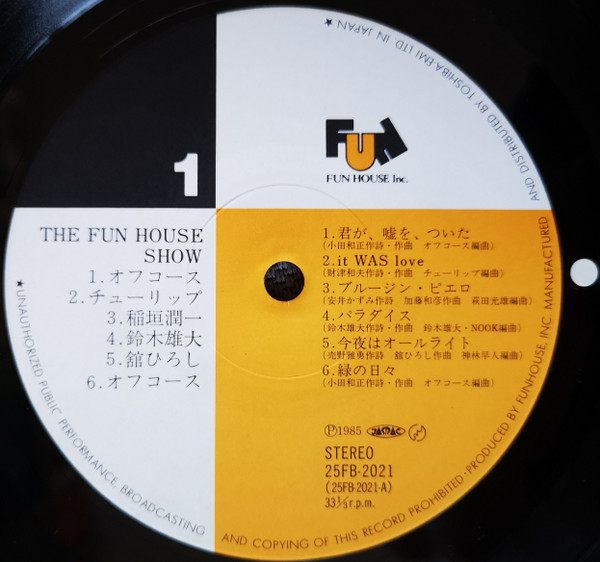 1
FUN
FUN HOUSE Inc.
THE FUN HOUSE
SHOW
1.オフコース
2.チューリップ
3.稲垣潤一
4.鈴木雄大
5.舘ひろし
6.オフコース
1.君が、嘘を、ついた
(小田和正作詩・作曲 オフコース編曲)
2.it WAS love
(財津和夫作詩・作曲 チューリップ編曲)
3.ブルージン・ピエロ
(安井かずみ作詩 加藤和彦作曲 萩田光雄編曲)
4.パラダイス
(鈴木雄大作詩・作曲 鈴木雄大・NOOK編曲)
5.今夜はオールライト
(売野雅勇作詩 舘ひろし作曲 神林早人編曲)
6.緑の日々
(小田和正作詩・作曲 オフコース編曲)
Ⓟ1985 JASRAC
STEREO
25FB-2021
(25FB-2021-A)
33⅓r.p.m.
★UNAUTHORIZED PUBLIC PERFORMANCE, BROADCASTING AND COPYING OF THIS RECORD PROHIBITED・PRODUCED BY FUNHOUSE, INC. MANUFACTURED AND DISTRIBUTED BY TOSHIBA-EMI LTD. IN JAPAN★